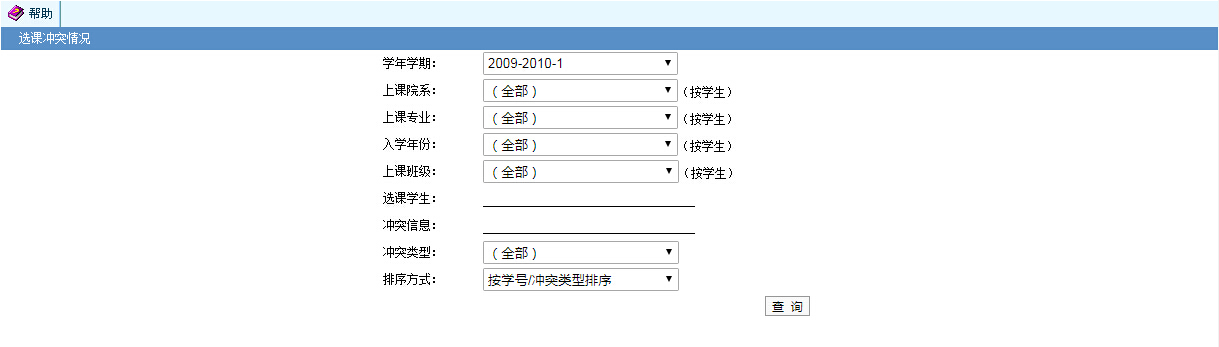 帮助
选课冲突情况
学年学期： 2009-2010-1
上课院系： （全部） （按学生）
上课专业： （全部） （按学生）
入学年份： （全部） （按学生）
上课班级： （全部） （按学生）
选课学生：
冲突信息：
冲突类型： （全部）
排序方式： 按学号/冲突类型排序
查 询